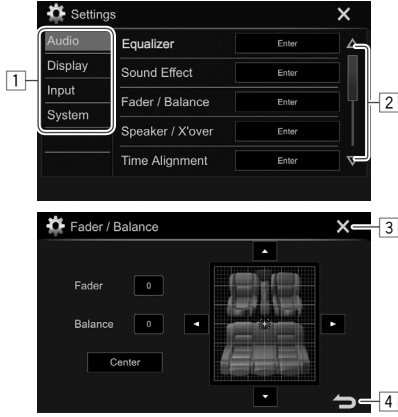 Settings
Audio
Display
Input
System
Equalizer Enter
Sound Effect Enter
Fader / Balance Enter
Speaker / X'over Enter
Time Alignment Enter
1
2
Fader / Balance
3
Fader 0
Balance 0
Center
4